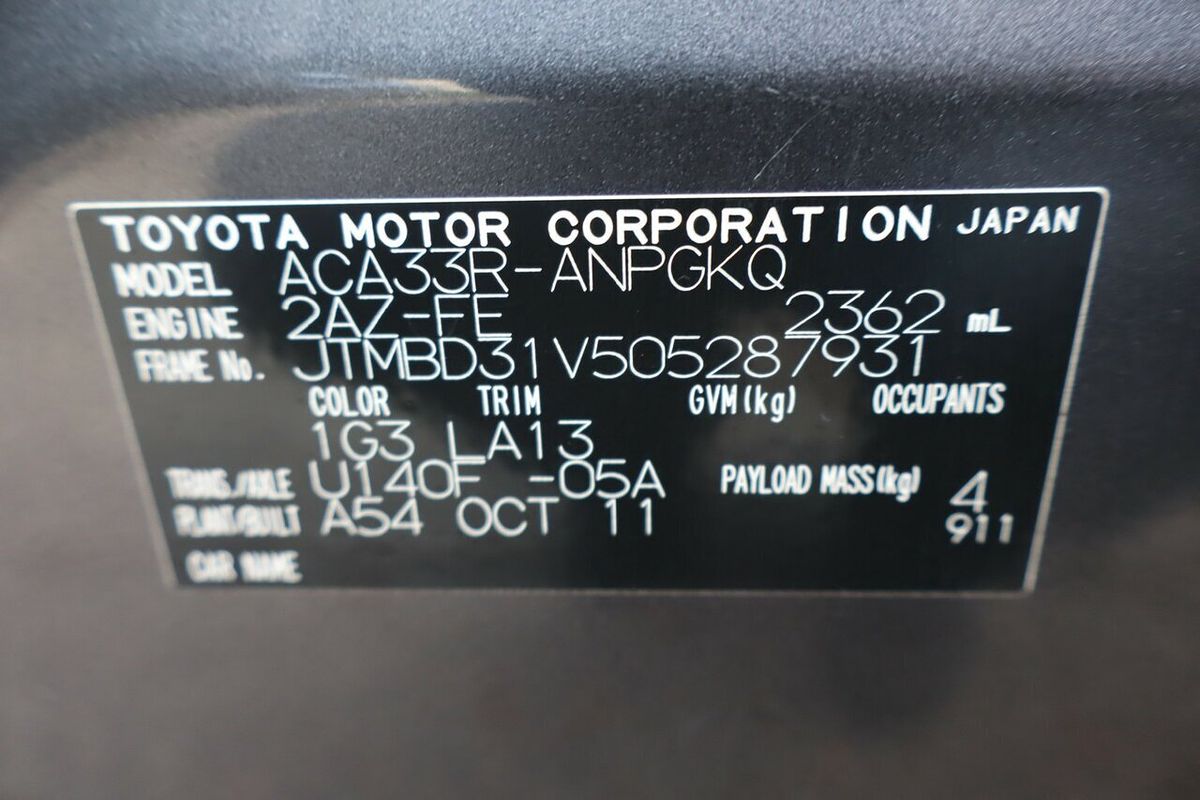 TOYOTA MOTOR CORPORATION JAPAN
MODEL ACA33R-ANPGKQ
ENGINE 2AZ-FE 2362 mL
FRAME No. JTMBD31V505287931
COLOR TRIM GVM(kg) OCCUPANTS
1G3 LA13
TRANS./AXLE U140F -05A PAYLOAD MASS(kg) 4
PLANT/BUILT A54 OCT 11 911
CAR NAME